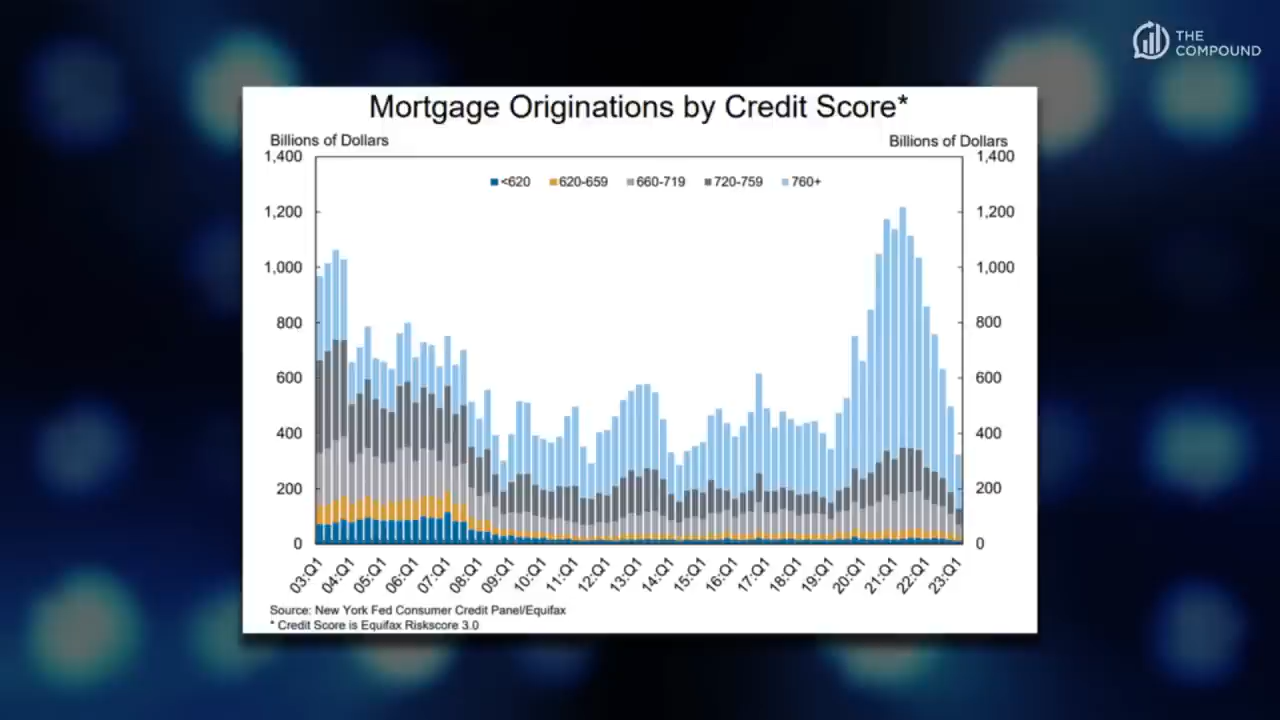 THE
COMPOUND
Mortgage Originations by Credit Score*
Billions of Dollars Billions of Dollars
1,400 1,400
<620 620-659 660-719 720-759 760+
1,200 1,200
1,000 1,000
800 800
600 600
400 400
200 200
0 0
03:Q1 04:Q1 05:Q1 06:Q1 07:Q1 08:Q1 09:Q1 10:Q1 11:Q1 12:Q1 13:Q1 14:Q1 15:Q1 16:Q1 17:Q1 18:Q1 19:Q1 20:Q1 21:Q1 22:Q1 23:Q1
Source: New York Fed Consumer Credit Panel/Equifax
* Credit Score is Equifax Riskscore 3.0